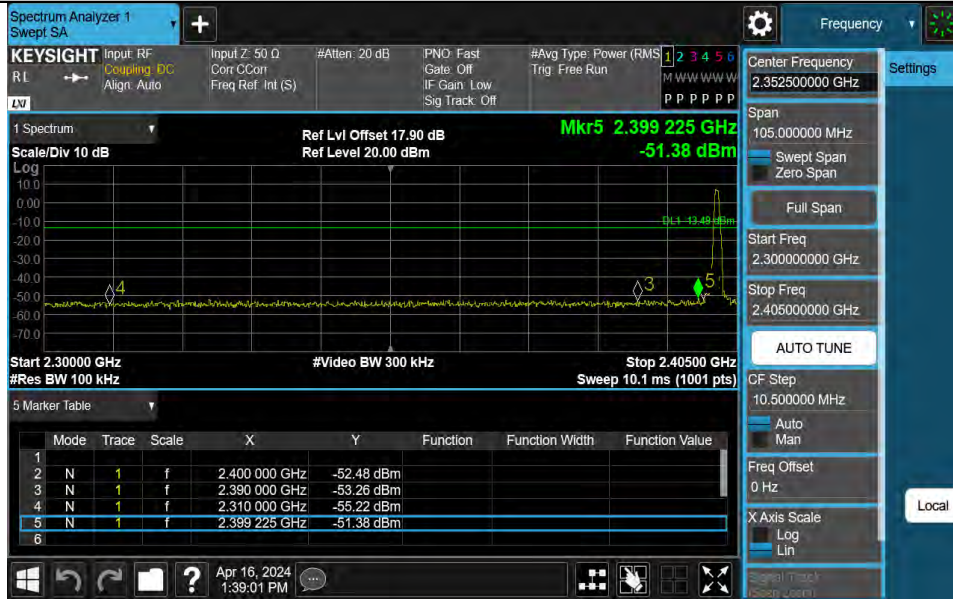 Spectrum Analyzer 1
Swept SA
Frequency
KEYSIGHT
RL
LXI
Input: RF
Coupling: DC
Align: Auto
Input Z: 50 Ω
Corr CCorr
Freq Ref: Int (S)
#Atten: 20 dB
PNO: Fast
Gate: Off
IF Gain: Low
Sig Track: Off
#Avg Type: Power (RMS
Trig: Free Run
1 2 3 4 5 6
M W W W W W
P P P P P P
1 Spectrum
Scale/Div 10 dB
Ref Lvl Offset 17.90 dB
Ref Level 20.00 dBm
Mkr5 2.399 225 GHz
-51.38 dBm
Log
10.0
0.00
-10.0
DL1 -13.49 dBm
-20.0
-30.0
-40.0
4
3
5
-50.0
-60.0
-70.0
Start 2.30000 GHz
#Video BW 300 kHz
Stop 2.40500 GHz
#Res BW 100 kHz
Sweep 10.1 ms (1001 pts)
5 Marker Table
Mode Trace Scale X Y Function Function Width Function Value
1
2 N 1 f 2.400 000 GHz -52.48 dBm
3 N 1 f 2.390 000 GHz -53.26 dBm
4 N 1 f 2.310 000 GHz -55.22 dBm
5 N 1 f 2.399 225 GHz -51.38 dBm
6
Apr 16, 2024
1:39:01 PM
Center Frequency
2.352500000 GHz
Settings
Span
105.000000 MHz
Swept Span
Zero Span
Full Span
Start Freq
2.300000000 GHz
Stop Freq
2.405000000 GHz
AUTO TUNE
CF Step
10.500000 MHz
Auto
Man
Freq Offset
0 Hz
Local
X Axis Scale
Log
Lin
Signal Track
(Span Zoom)